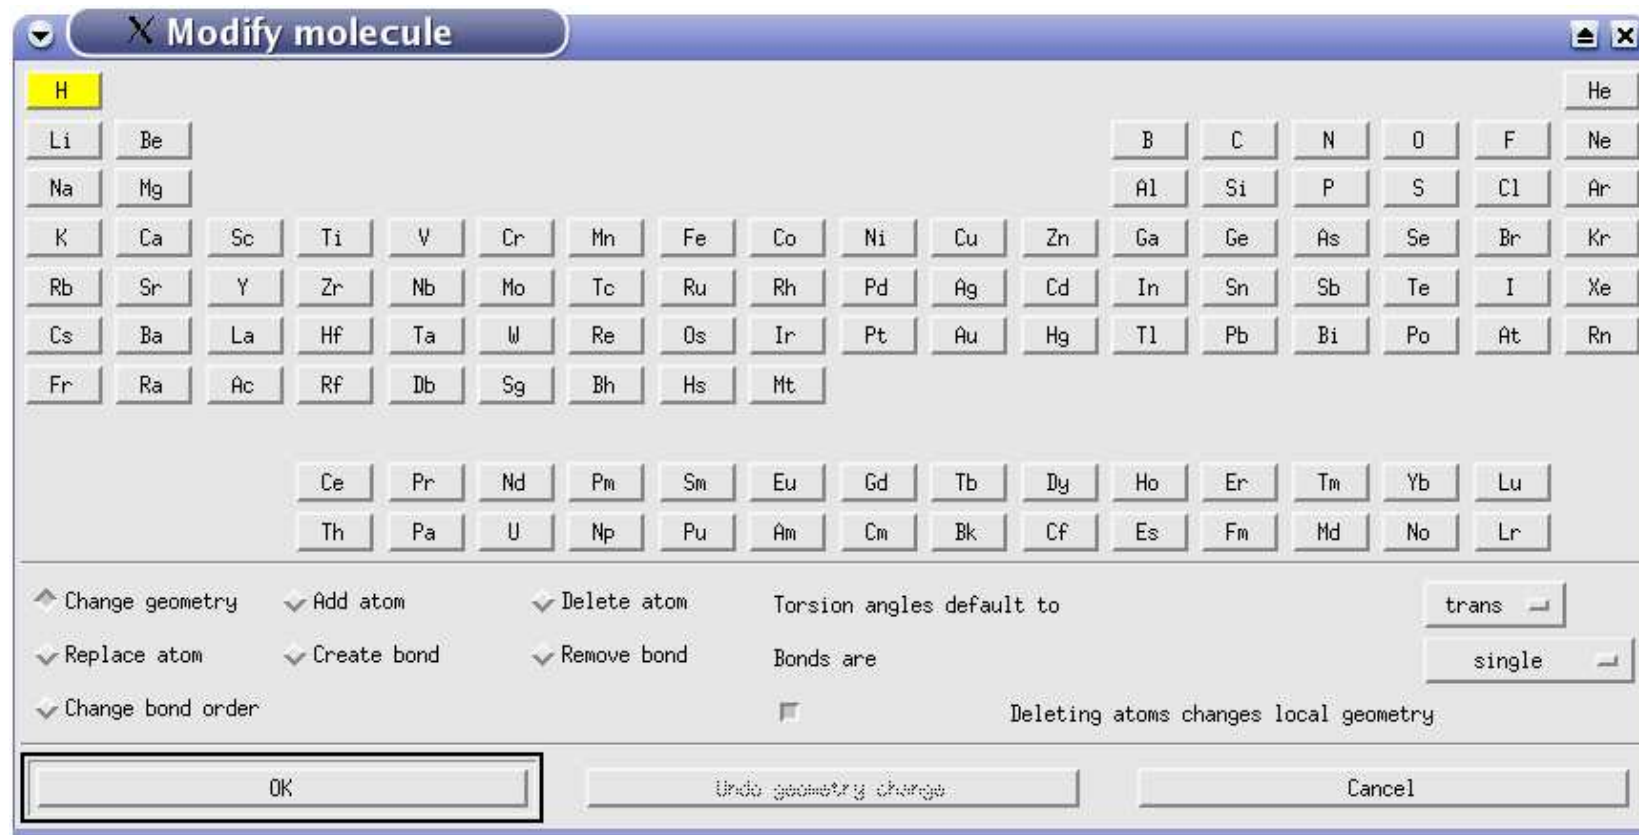 X Modify molecule
H He
Li Be B C N O F Ne
Na Mg Al Si P S Cl Ar
K Ca Sc Ti V Cr Mn Fe Co Ni Cu Zn Ga Ge As Se Br Kr
Rb Sr Y Zr Nb Mo Tc Ru Rh Pd Ag Cd In Sn Sb Te I Xe
Cs Ba La Hf Ta W Re Os Ir Pt Au Hg Tl Pb Bi Po At Rn
Fr Ra Ac Rf Db Sg Bh Hs Mt
Ce Pr Nd Pm Sm Eu Gd Tb Dy Ho Er Tm Yb Lu
Th Pa U Np Pu Am Cm Bk Cf Es Fm Md No Lr
Change geometry Add atom Delete atom Torsion angles default to trans
Replace atom Create bond Remove bond Bonds are single
Change bond order Deleting atoms changes local geometry
OK Undo geometry change Cancel